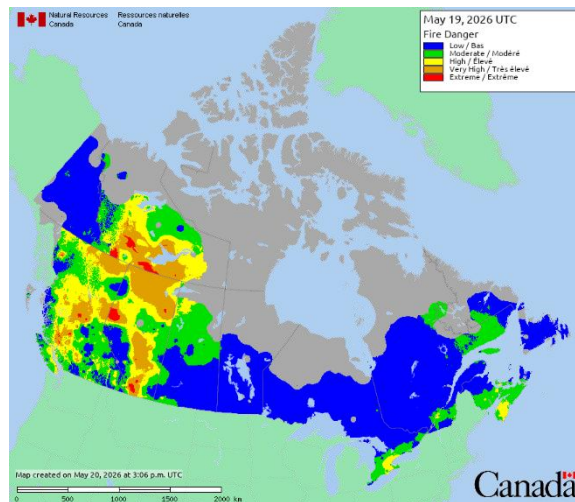 Natural Resources Ressources naturelles
Canada Canada
May 19, 2026 UTC
Fire Danger
Low / Bas
Moderate / Modéré
High / Élevé
Very High / Très élevé
Extreme / Extrême
Map created on May 20, 2026 at 3:06 p.m. UTC
0 500 1000 1500 2000 km
Canada